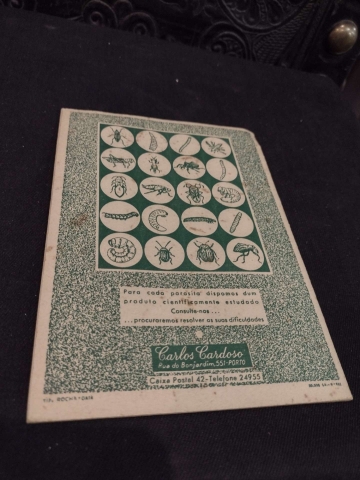 Para cada parasita dispomos dum
produto cientificamente estudado
Consulte-nos...
...procuraremos resolver as suas dificuldades
Carlos Cardoso
Rua do Bonjardim, 551-PORTO
Caixa Postal 42-Telefone 24955